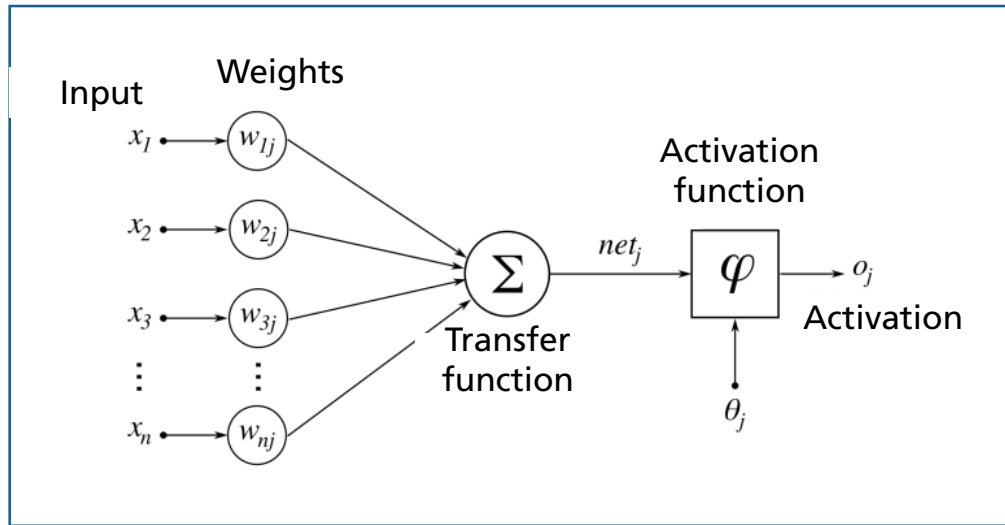 Weights
Input
x₁ w₁ⱼ
Activation
function
x₂ w₂ⱼ
netⱼ
Σ φ oⱼ
x₃ w₃ⱼ
Activation
Transfer
function
⋮ ⋮
θⱼ
xₙ wₙⱼ